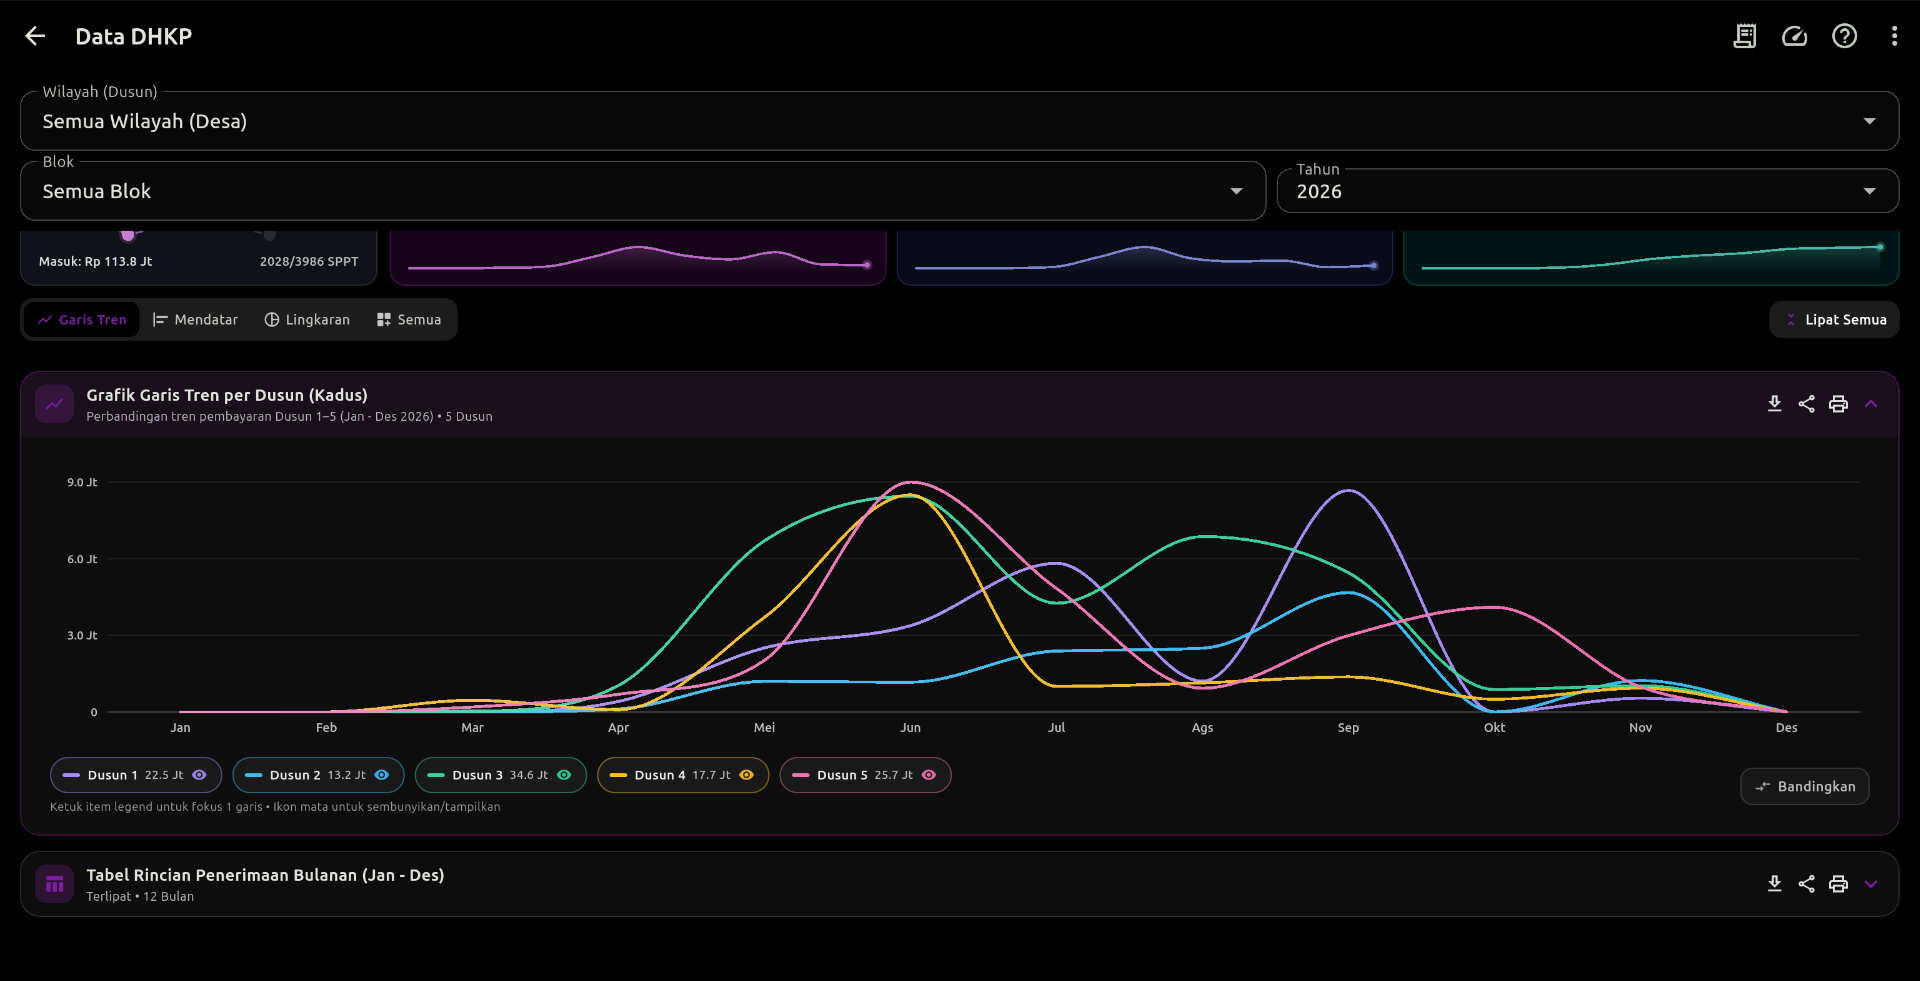 Data DHKP
Wilayah (Dusun)
Semua Wilayah (Desa)
Blok
Semua Blok
Tahun
2026
Masuk: Rp 113.8 Jt
2028/3986 SPPT
Garis Tren
Mendatar
Lingkaran
Semua
Lipat Semua
Grafik Garis Tren per Dusun (Kadus)
Perbandingan tren pembayaran Dusun 1–5 (Jan - Des 2026) • 5 Dusun
9.0 Jt
6.0 Jt
3.0 Jt
0
Jan Feb Mar Apr Mei Jun Jul Ags Sep Okt Nov Des
Dusun 1 22.5 Jt
Dusun 2 13.2 Jt
Dusun 3 34.6 Jt
Dusun 4 17.7 Jt
Dusun 5 25.7 Jt
Ketuk item legend untuk fokus 1 garis • Ikon mata untuk sembunyikan/tampilkan
Bandingkan
Tabel Rincian Penerimaan Bulanan (Jan - Des)
Terlipat • 12 Bulan